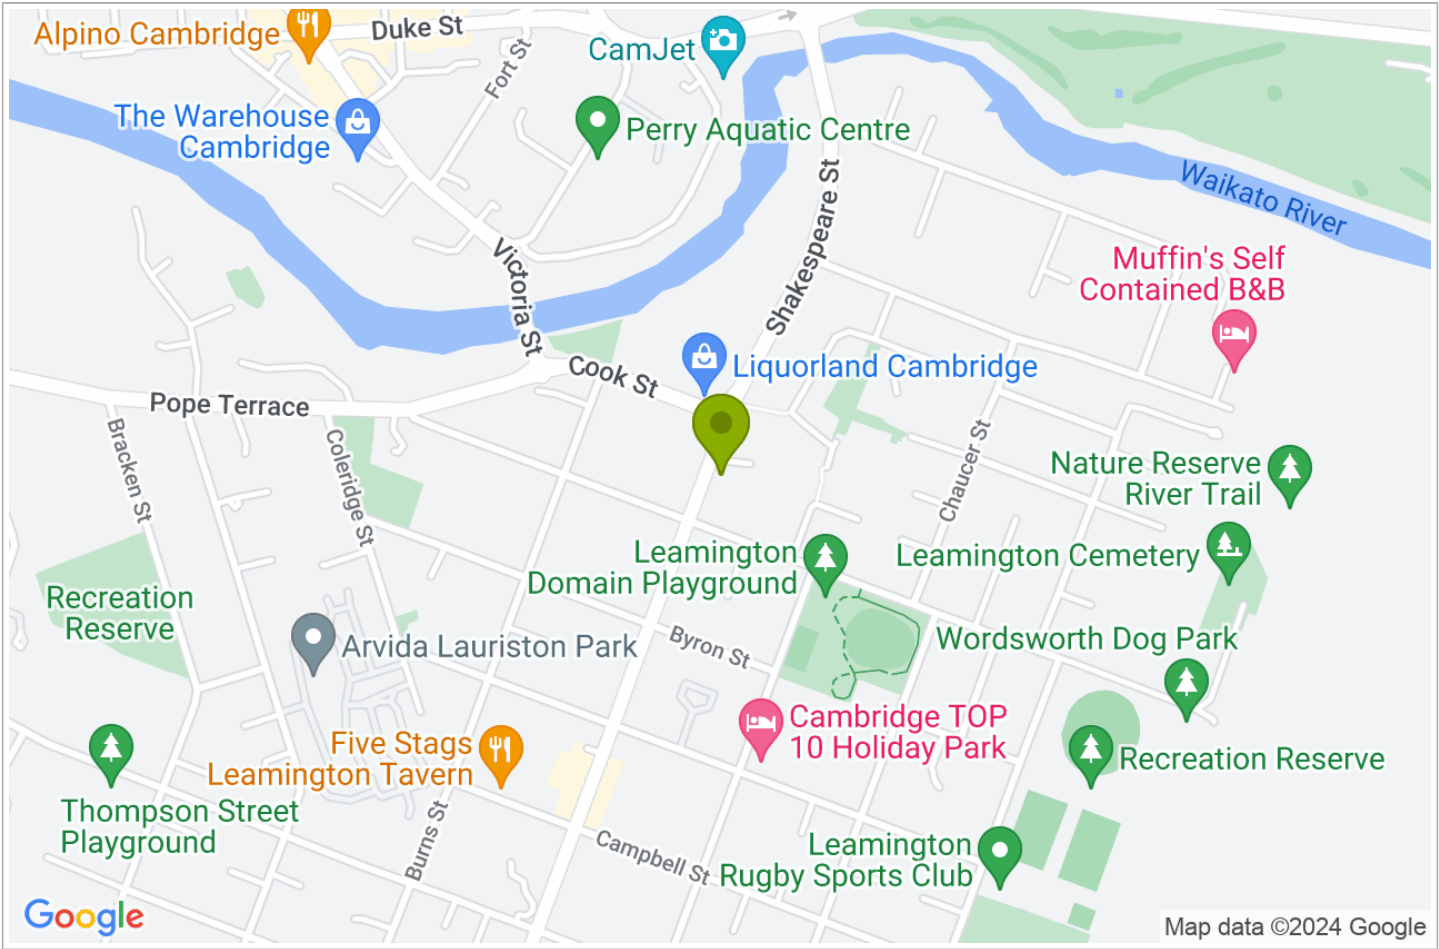 Alpino Cambridge
Duke St
CamJet
Fort St
The Warehouse
Cambridge
Perry Aquatic Centre
Waikato River
Shakespeare St
Victoria St
Muffin's Self
Contained B&B
Liquorland Cambridge
Cook St
Pope Terrace
Bracken St
Coleridge St
Chaucer St
Nature Reserve
River Trail
Leamington
Domain Playground
Leamington Cemetery
Recreation
Reserve
Arvida Lauriston Park
Byron St
Wordsworth Dog Park
Cambridge TOP
10 Holiday Park
Five Stags
Leamington Tavern
Recreation Reserve
Thompson Street
Playground
Burns St
Campbell St
Leamington
Rugby Sports Club
Google
Map data ©2024 Google